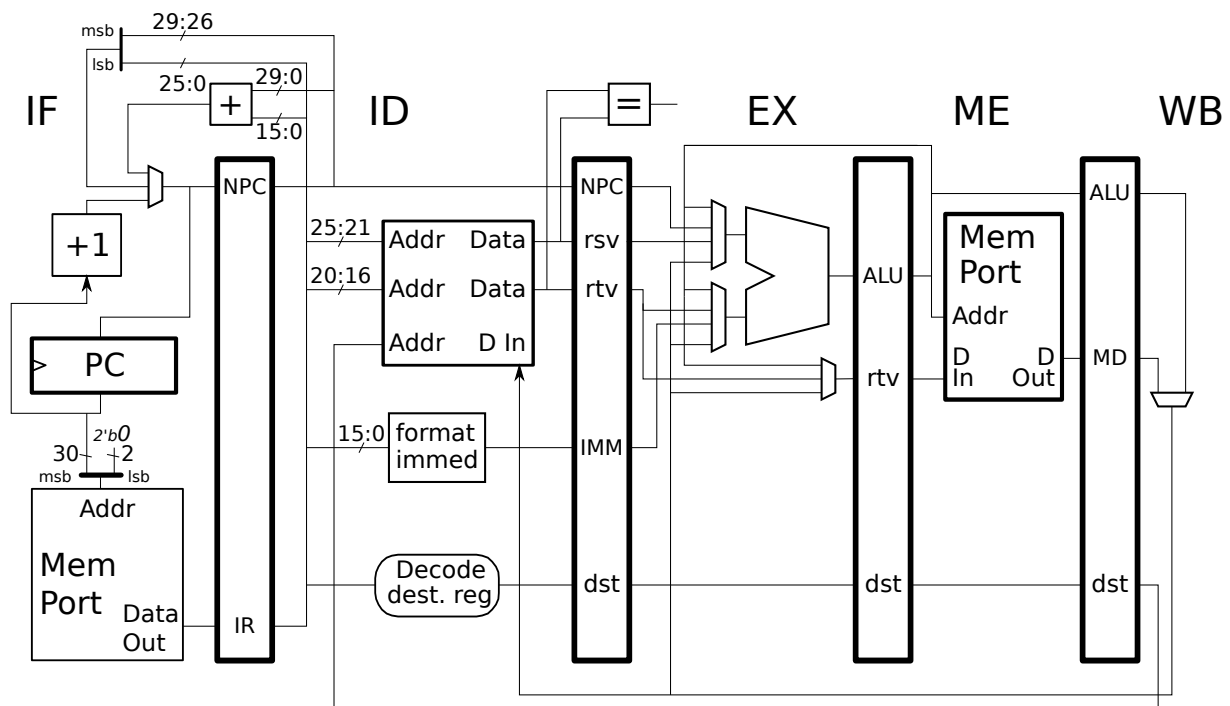 29:26
msb
lsb
25:0
29:0
+
15:0
IF
ID
=
EX
ME
WB
NPC
NPC
ALU
+1
25:21
Addr
Data
rsv
20:16
Addr
Data
rtv
Addr
D In
Mem
Port
ALU
Addr
D
In
D
Out
MD
PC
rtv
2'b0
30
2
msb
lsb
15:0
format
immed
IMM
Addr
Mem
Port
Data
Out
IR
Decode
dest. reg
dst
dst
dst